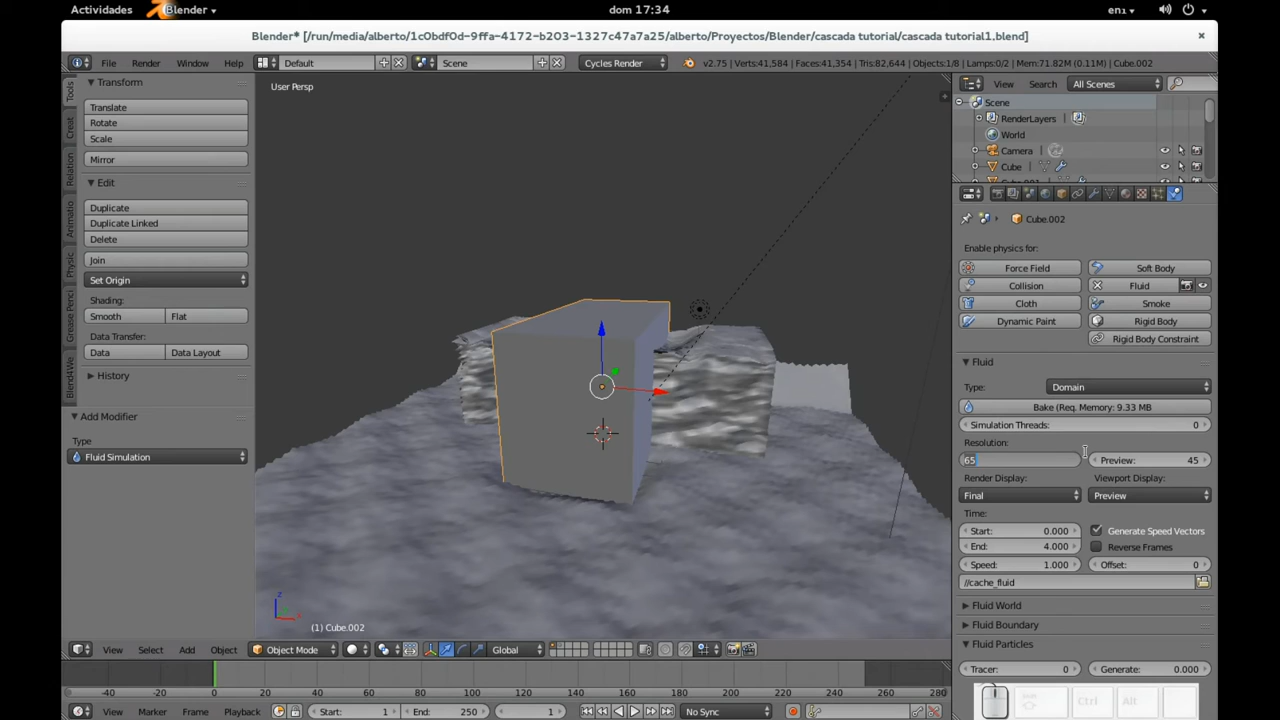 Actividades Blender dom 17:34 en₁
Blender* [/run/media/alberto/1c0bdf0d-9ffa-4172-b203-1327c47a7a25/alberto/Proyectos/Blender/cascada tutorial/cascada tutorial1.blend]
File Render Window Help Default Scene Cycles Render v2.75 | Verts:41,584 | Faces:41,354 | Tris:82,644 | Objects:1/8 | Lamps:0/2 | Mem:71.82M (0.11M) | Cube.002
Tools
Creat
Relation
Animatio
Physic
Grease Penci
Blend4We
Transform
Translate
Rotate
Scale
Mirror
Edit
Duplicate
Duplicate Linked
Delete
Join
Set Origin
Shading:
Smooth Flat
Data Transfer:
Data Data Layout
History
Add Modifier
Type
Fluid Simulation
User Persp
(1) Cube.002
View Search All Scenes
Scene
RenderLayers
World
Camera
Cube
Cube.002
Enable physics for:
Force Field Soft Body
Collision Fluid
Cloth Smoke
Dynamic Paint Rigid Body
Rigid Body Constraint
Fluid
Type: Domain
Bake (Req. Memory: 9.33 MB
Simulation Threads: 0
Resolution:
65 Preview: 45
Render Display: Viewport Display:
Final Preview
Time:
Start: 0.000 Generate Speed Vectors
End: 4.000 Reverse Frames
Speed: 1.000 Offset: 0
//cache_fluid
Fluid World
Fluid Boundary
Fluid Particles
Tracer: 0 Generate: 0.000
Ctrl Alt
View Select Add Object Object Mode Global
-40 -20 0 20 40 60 80 100 120 140 160 180 200 220 240 260 280
View Marker Frame Playback Start: 1 End: 250 1 No Sync